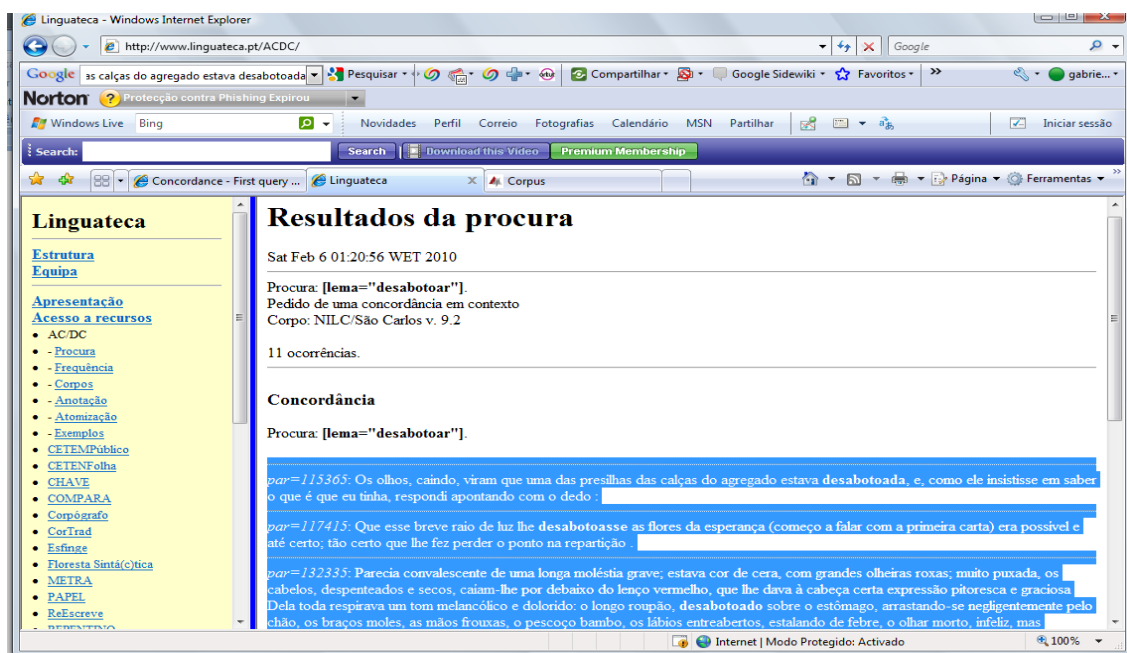 Linguateca - Windows Internet Explorer
http://www.linguateca.pt/ACDC/
Google
Google as calças do agregado estava desabotoada Pesquisar Compartilhar Google Sidewiki Favoritos » gabrie...
Norton Protecção contra Phishing Expirou
Windows Live Bing Novidades Perfil Correio Fotografias Calendário MSN Partilhar Iniciar sessão
Search: Search Download this Video Premium Membership
Concordance - First query ... Linguateca Corpus Página Ferramentas »
Linguateca
Estrutura
Equipa
Apresentação
Acesso a recursos
• AC/DC
• - Procura
• - Frequência
• - Corpos
• - Anotação
• - Atomização
• - Exemplos
• CETEMPúblico
• CETENFolha
• CHAVE
• COMPARA
• Corpógrafo
• CorTrad
• Esfinge
• Floresta Sintá(c)tica
• METRA
• PAPEL
• ReEscreve
• REPENTINO
Resultados da procura
Sat Feb 6 01:20:56 WET 2010
Procura: [lema="desabotoar"].
Pedido de uma concordância em contexto
Corpo: NILC/São Carlos v. 9.2
11 ocorrências.
Concordância
Procura: [lema="desabotoar"].
par=115365: Os olhos, caindo, viram que uma das presilhas das calças do agregado estava desabotoada, e, como ele insistisse em saber
o que é que eu tinha, respondi apontando com o dedo :
par=117415: Que esse breve raio de luz lhe desabotoasse as flores da esperança (começo a falar com a primeira carta) era possível e
até certo; tão certo que lhe fez perder o ponto na repartição .
par=132335: Parecia convalescente de uma longa moléstia grave; estava cor de cera, com grandes olheiras roxas; muito puxada, os
cabelos, despenteados e secos, caíam-lhe por debaixo do lenço vermelho, que lhe dava à cabeça certa expressão pitoresca e graciosa
Dela toda respirava um tom melancólico e dolorido: o longo roupão, desabotoado sobre o estômago, arrastando-se negligentemente pelo
chão, os braços moles, as mãos frouxas, o pescoço bambo, os lábios entreabertos, estalando de febre, o olhar morto, infeliz, mas
Internet | Modo Protegido: Activado 100%